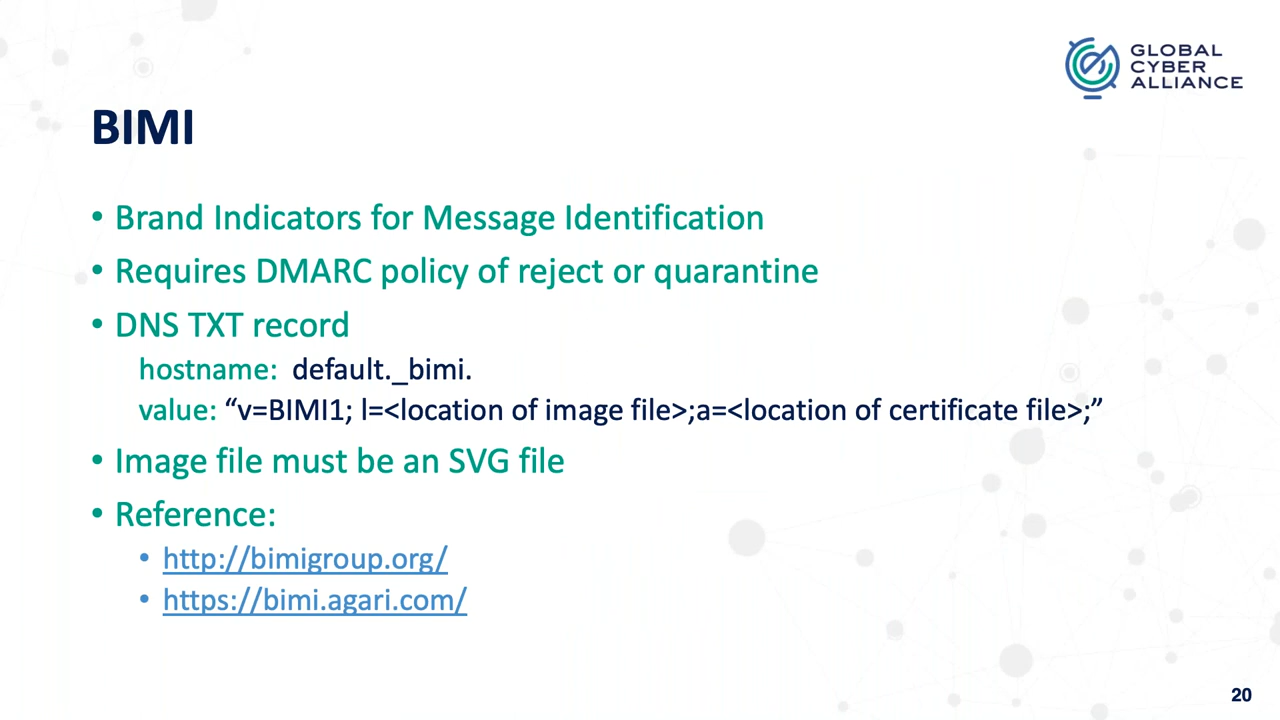 GLOBAL
CYBER
ALLIANCE
BIMI
• Brand Indicators for Message Identification
• Requires DMARC policy of reject or quarantine
• DNS TXT record
hostname: default._bimi.
value: “v=BIMI1; l=<location of image file>;a=<location of certificate file>;”
• Image file must be an SVG file
• Reference:
• http://bimigroup.org/
• https://bimi.agari.com/
20